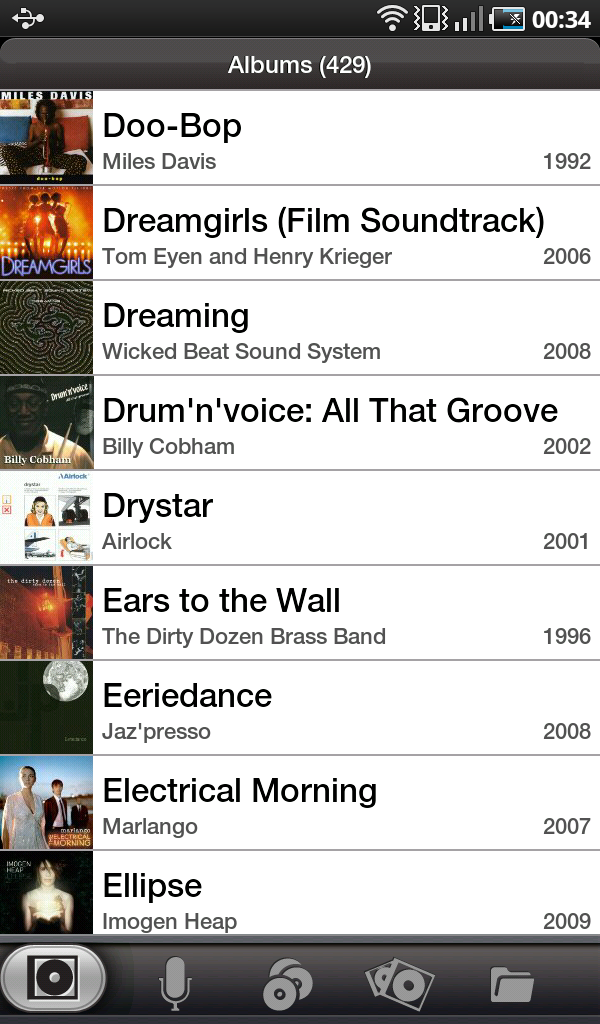 00:34
Albums (429)
MILES DAVIS
doo-bop
Doo-Bop
Miles Davis 1992
DREAMGIRLS
Dreamgirls (Film Soundtrack)
Tom Eyen and Henry Krieger 2006
Dreaming
Wicked Beat Sound System 2008
Drum'n'voice
Billy Cobham
Drum'n'voice: All That Groove
Billy Cobham 2002
Airlock
drystar
Drystar
Airlock 2001
the dirty dozen
Ears to the Wall
The Dirty Dozen Brass Band 1996
Eeriedance
Jaz'presso 2008
marlango
ELECTRICAL
MORNING
Electrical Morning
Marlango 2007
IMOGEN
HEAP
ELLIPSE
Ellipse
Imogen Heap 2009